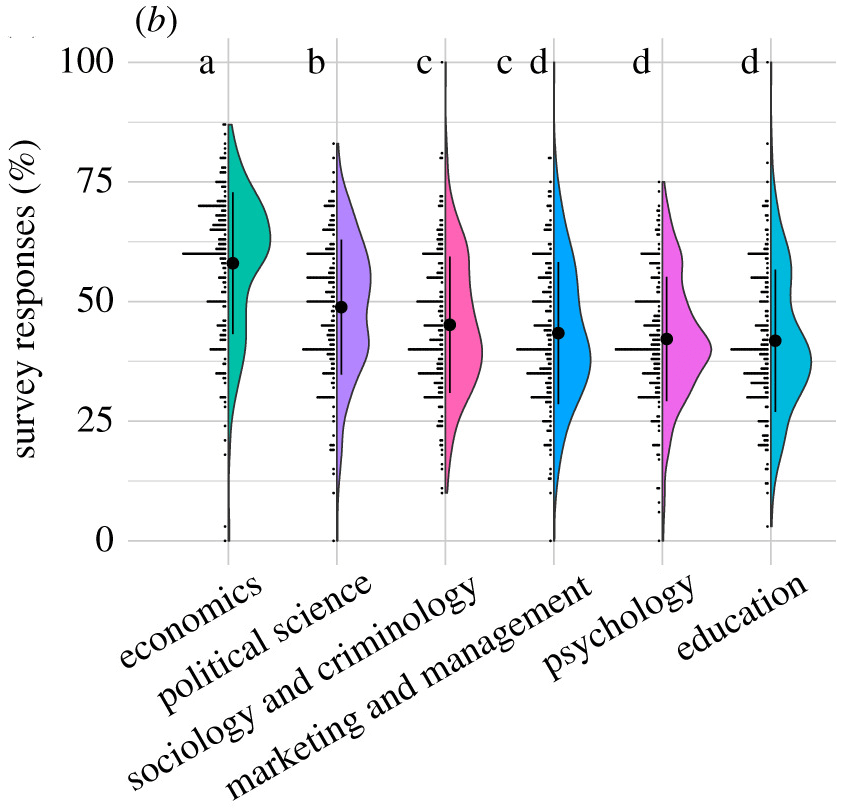 (b)
100
a
b
c
c d
d
d
75
50
25
0
survey responses (%)
economics
political science
sociology and criminology
marketing and management
psychology
education